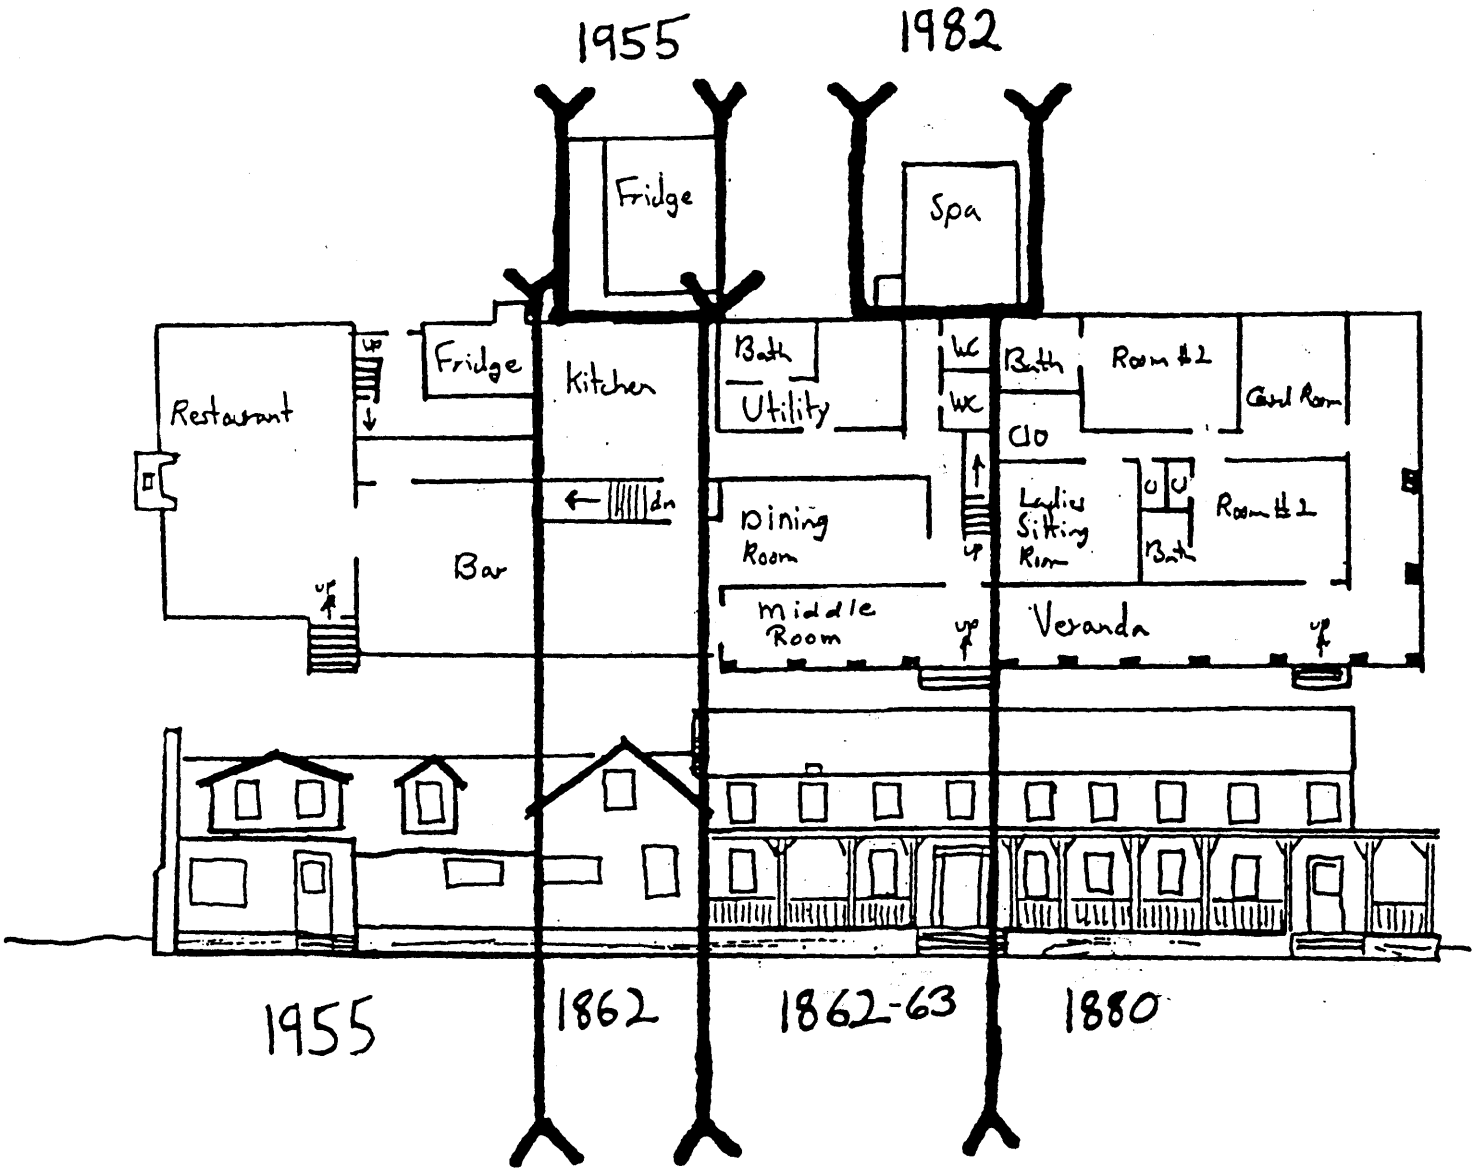 1955
1982
Fridge
Spa
up
Fridge
Kitchen
Bath
Utility
WC
WC
Bath
Clo
Room #2
Card Room
Restaurant
dn
Bar
Dining
Room
up
Ladies
Sitting
Room
C
C
Bath
Room #2
up
Middle
Room
up
Veranda
up
1955
1862
1862-63
1880